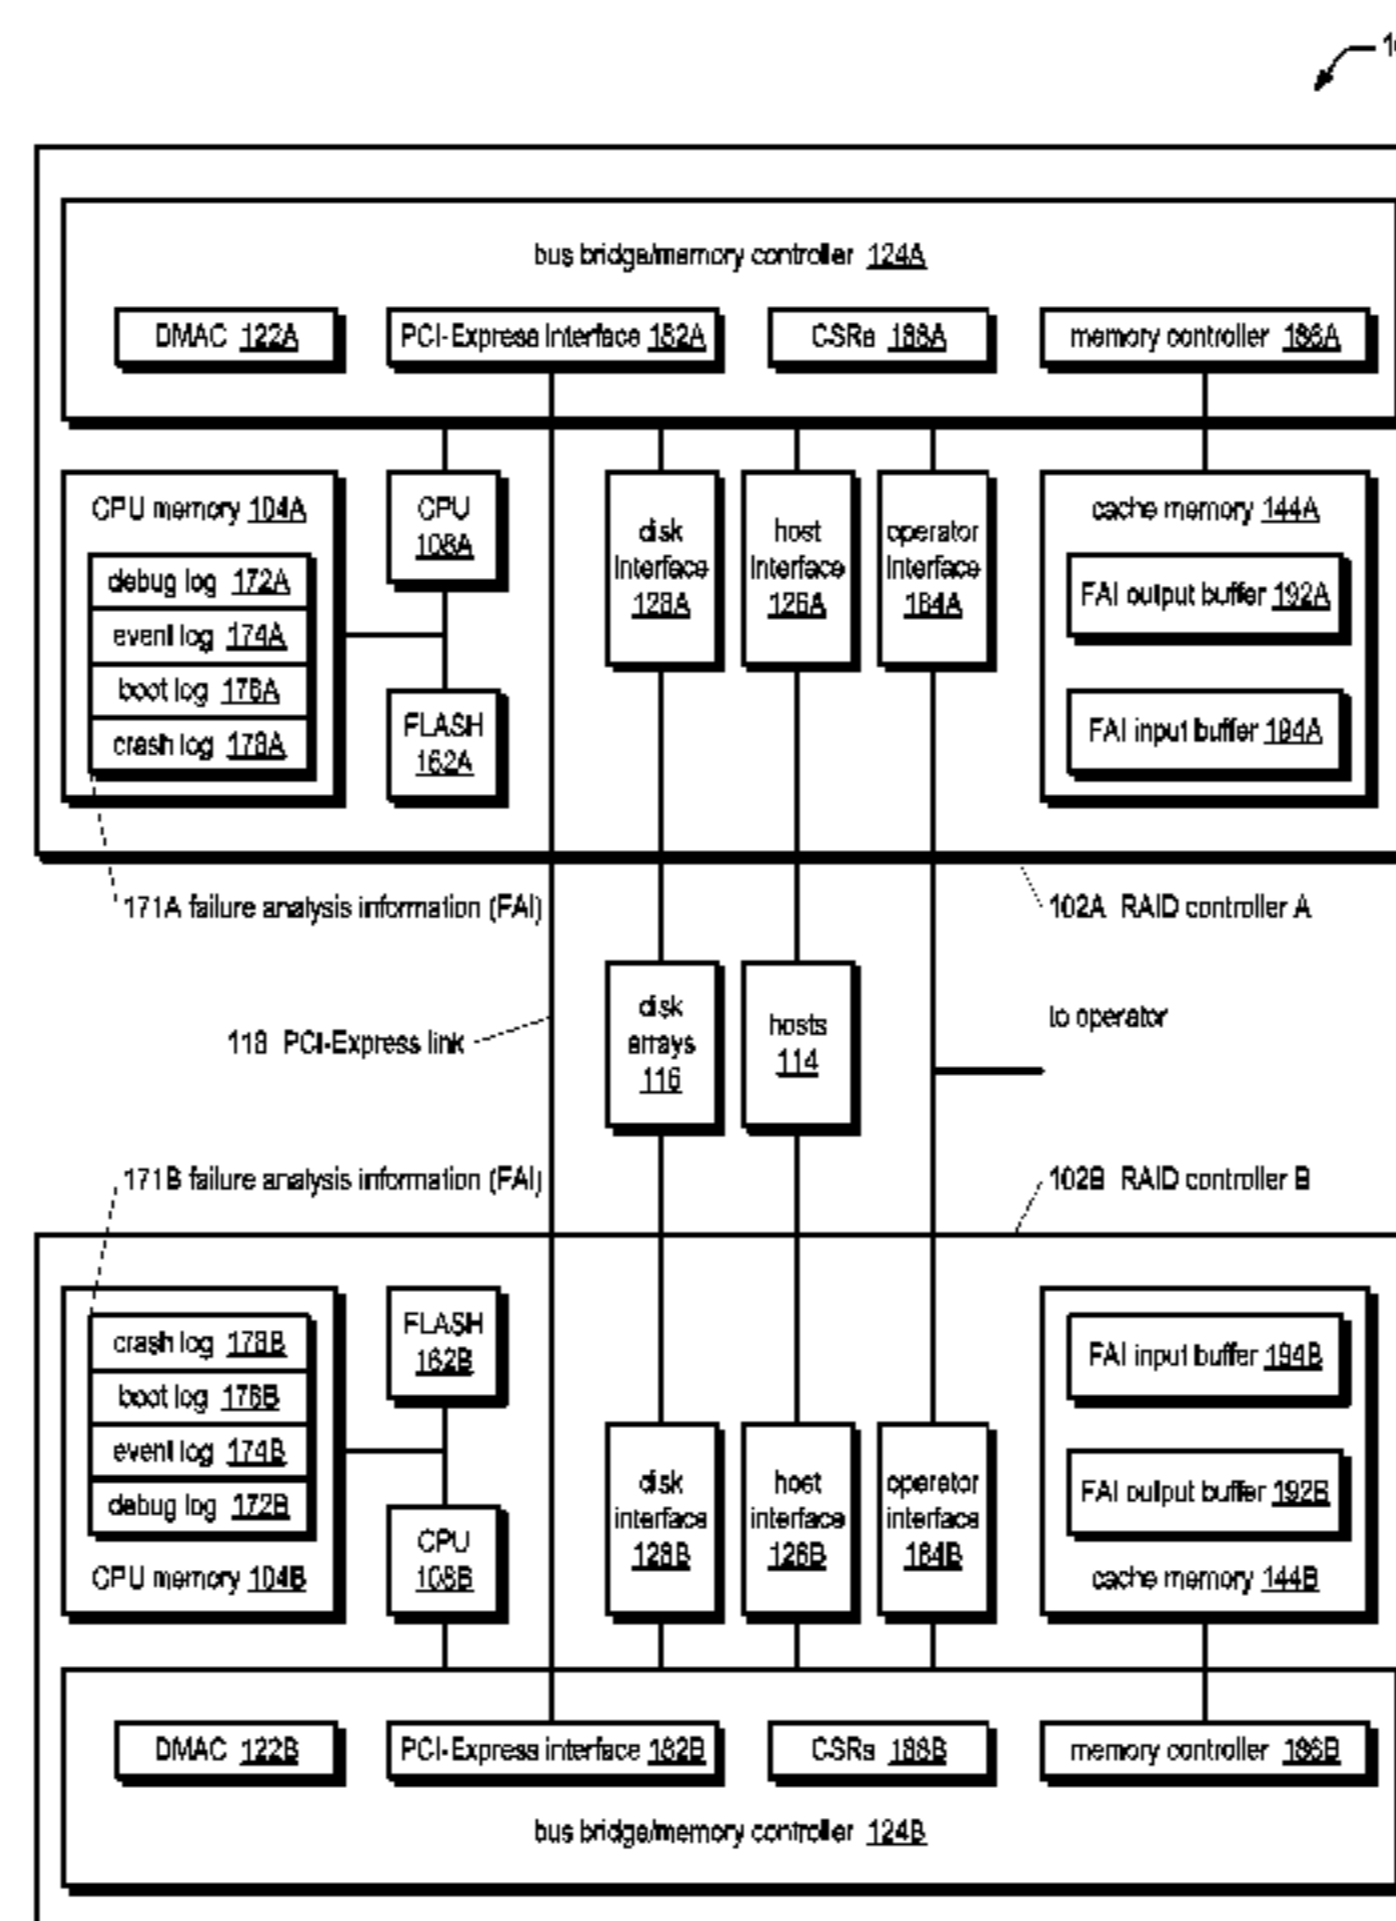 bus bridge/memory controller 124A
DMAC 122A
PCI-Express Interface 182A
CSRs 188A
memory controller 186A
CPU memory 104A
debug log 172A
event log 174A
boot log 176A
crash log 178A
CPU
108A
FLASH
162A
disk
Interface
128A
host
Interface
126A
operator
Interface
164A
cache memory 144A
FAI output buffer 192A
FAI input buffer 194A
171A failure analysis information (FAI)
102A RAID controller A
118 PCI-Express link
disk
arrays
116
hosts
114
to operator
171B failure analysis information (FAI)
102B RAID controller B
crash log 178B
boot log 176B
event log 174B
debug log 172B
CPU memory 104B
FLASH
162B
CPU
108B
disk
interface
128B
host
interface
126B
operator
interface
164B
FAI input buffer 194B
FAI output buffer 192B
cache memory 144B
DMAC 122B
PCI-Express interface 182B
CSRs 188B
memory controller 186B
bus bridge/memory controller 124B